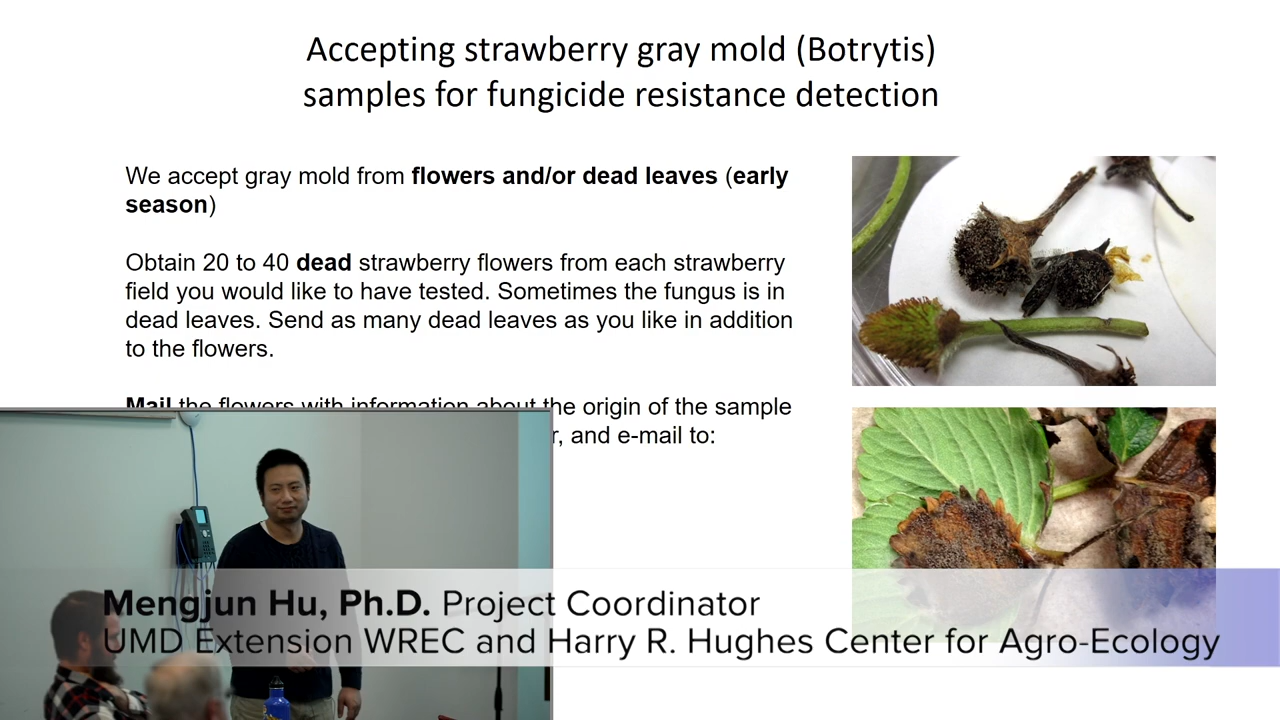 Accepting strawberry gray mold (Botrytis)
samples for fungicide resistance detection
We accept gray mold from flowers and/or dead leaves (early
season)
Obtain 20 to 40 dead strawberry flowers from each strawberry
field you would like to have tested. Sometimes the fungus is in
dead leaves. Send as many dead leaves as you like in addition
to the flowers.
Mail the flowers with information about the origin of the sample
and e-mail to:
Mengjun Hu, Ph.D. Project Coordinator
UMD Extension WREC and Harry R. Hughes Center for Agro-Ecology